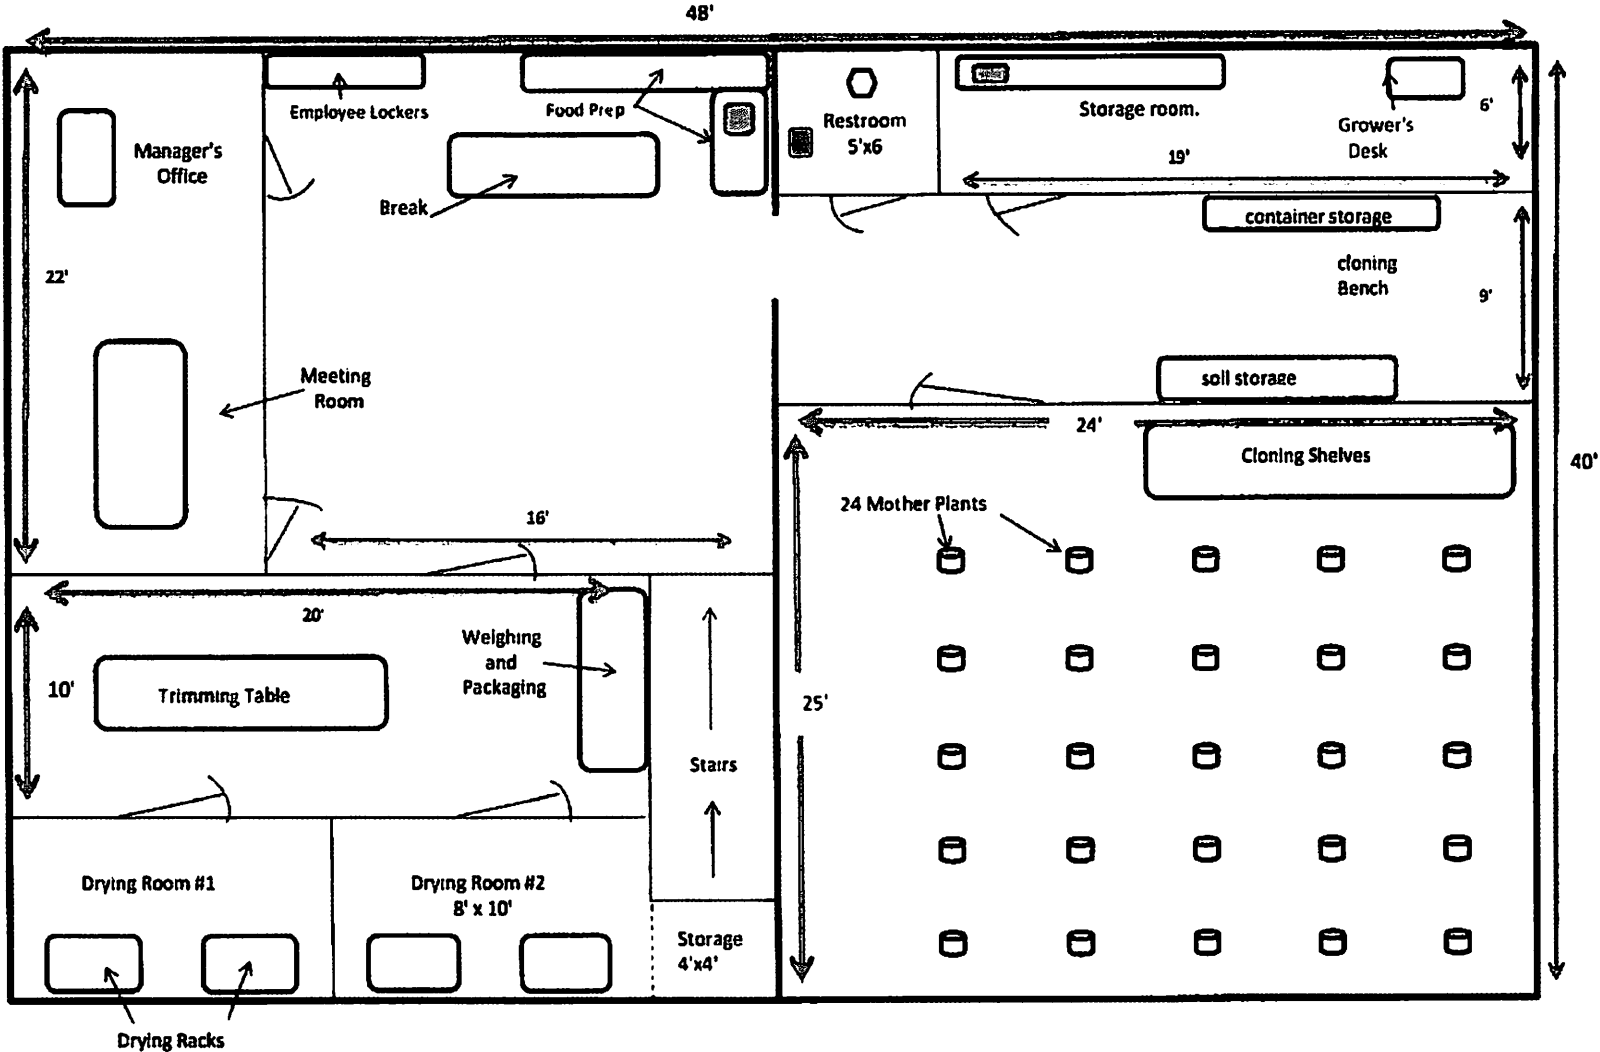 48'
Employee Lockers
Food Prep
Manager's
Office
Break
22'
Meeting
Room
16'
Restroom
5'x6
Storage room.
Grower's
Desk
6'
19'
container storage
cloning
Bench
9'
soil storage
24'
Cloning Shelves
40'
24 Mother Plants
25'
20'
Weighing
and
Packaging
10'
Trimming Table
Stairs
Drying Room #1
Drying Room #2
8' x 10'
Storage
4'x4'
Drying Racks